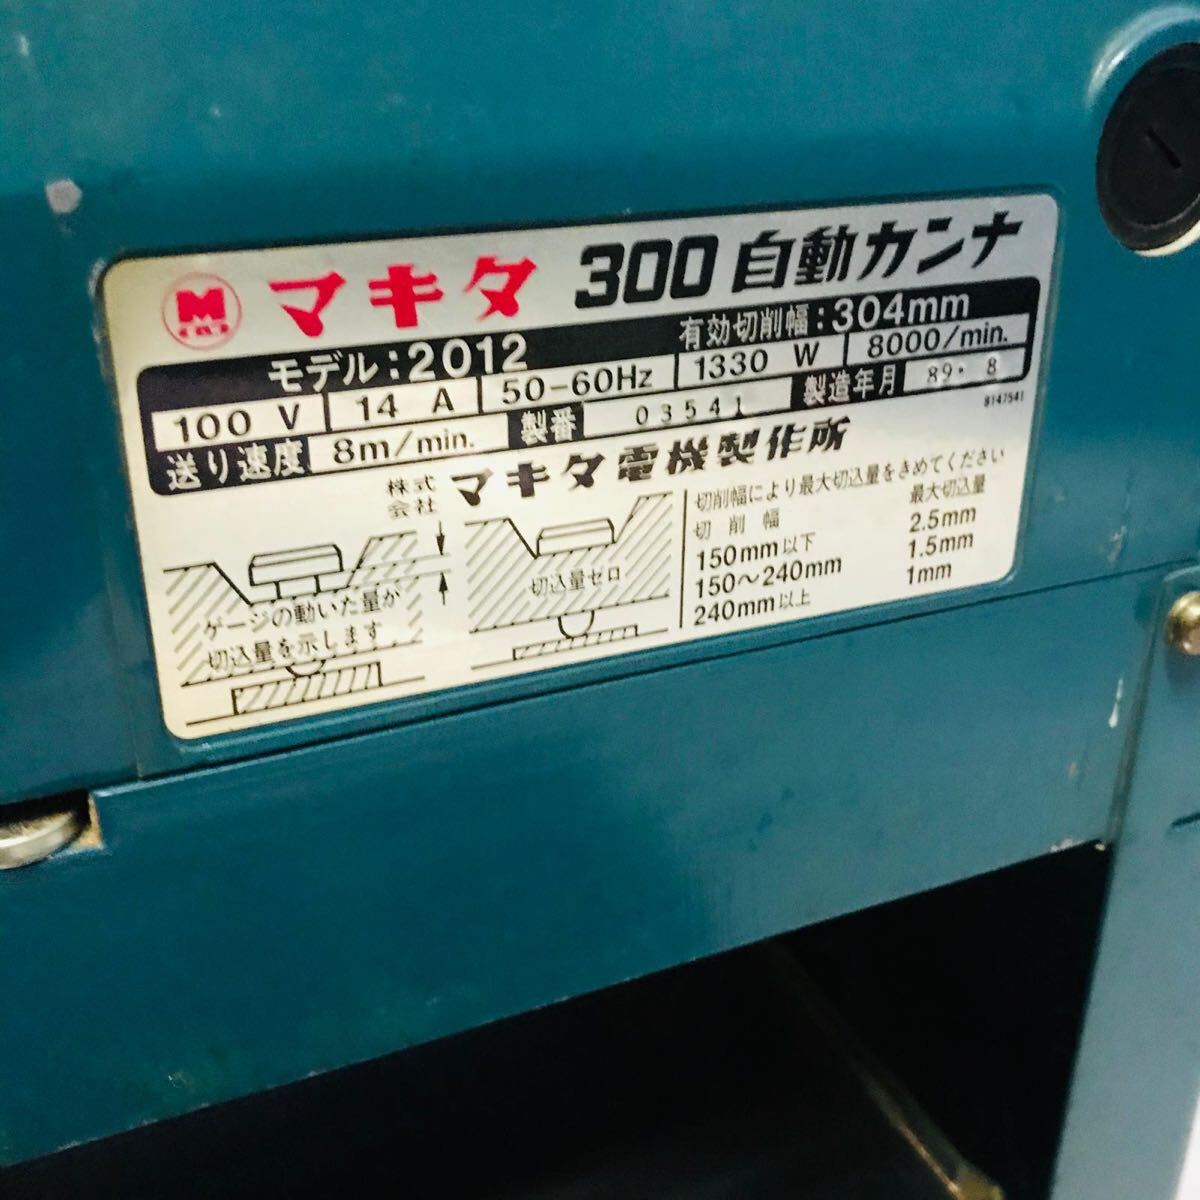 マキタ 300 自動カンナ
モデル:2012 有効切削幅:304mm
100 V 14 A 50-60Hz 1330 W 8000/min.
送り速度 8m/min. 製番 03541 製造年月 89・8
8147541
株式会社 マキタ電機製作所
ゲージの動いた量が
切込量を示します
切込量ゼロ
切削幅により最大切込量をきめてください
切削幅 最大切込量
150mm以下 2.5mm
150～240mm 1.5mm
240mm以上 1mm